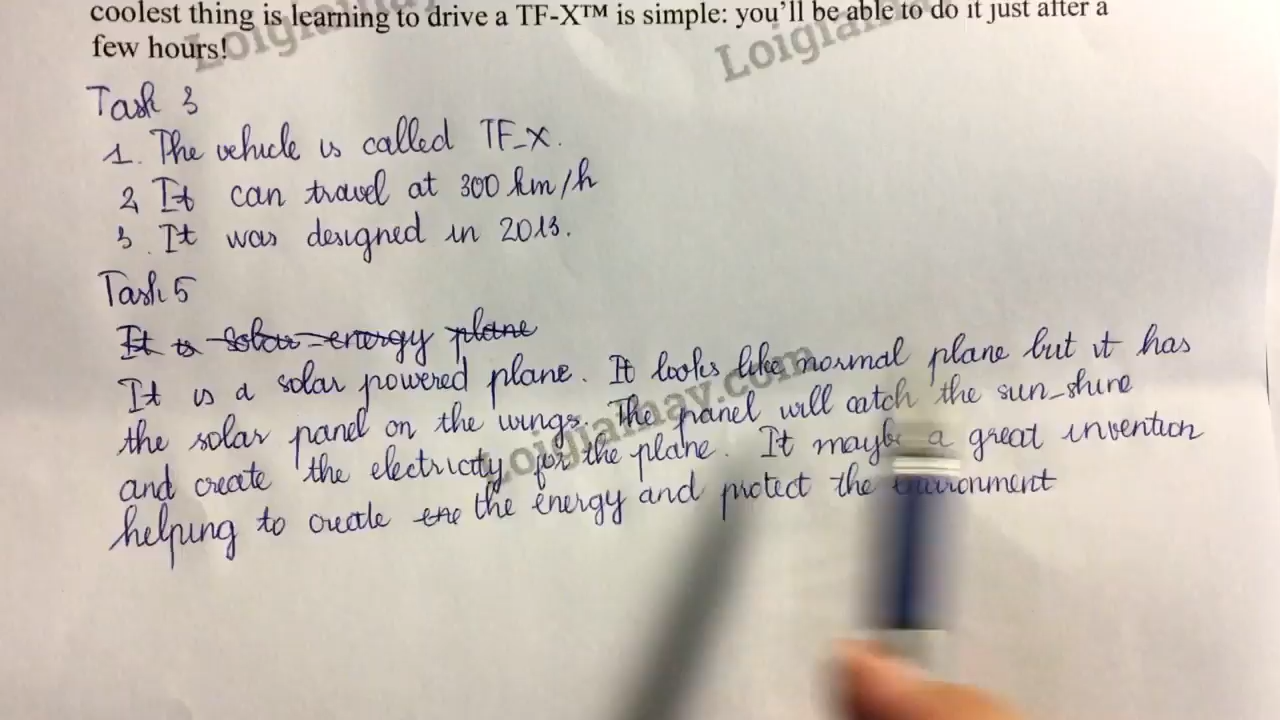 coolest thing is learning to drive a TF-X™ is simple: you’ll be able to do it just after a
few hours!
Loigiaihay.com
Loigiaihay
Task 3
1. The vehicle is called TF-X.
2, It can travel at 300 km/h
3. It was designed in 2013.
Task 5
It is solar-energy plane
It is a solar powered plane. It looks like normal plane but it has
the solar panel on the wings. The panel will catch the sun-shine
and create the electricity for the plane. It maybe a great invention
helping to create the energy and protect the environment
Loigiaihay.com